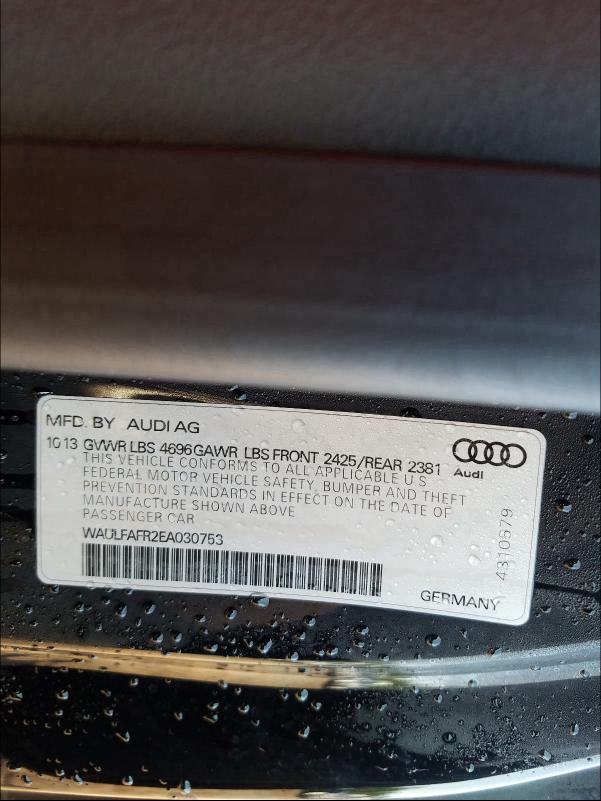 MFD. BY AUDI AG
10 13 GVWR LBS 4696GAWR LBS FRONT 2425/REAR 2381
THIS VEHICLE CONFORMS TO ALL APPLICABLE U.S
FEDERAL MOTOR VEHICLE SAFETY, BUMPER AND THEFT
PREVENTION STANDARDS IN EFFECT ON THE DATE OF
MANUFACTURE SHOWN ABOVE
PASSENGER CAR
WAULFAFR2EA030753
Audi
4310579
GERMANY